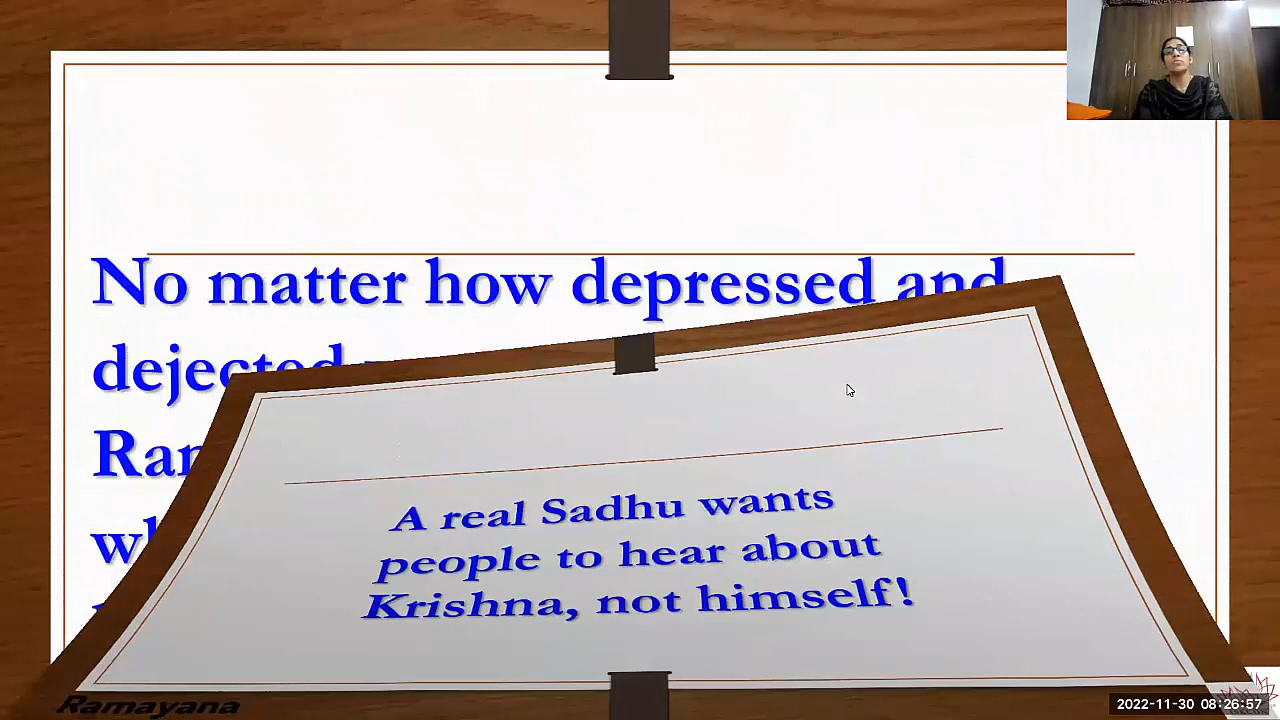 No matter how depressed and
dejected
A real Sadhu wants
people to hear about
Krishna, not himself!
Ramayana
2022-11-30 08:26:57